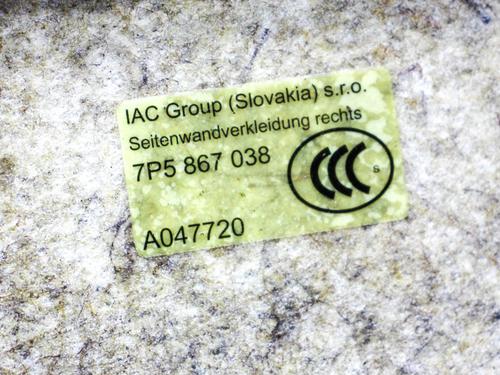 IAC Group (Slovakia) s.r.o.
Seitenwandverkleidung rechts
7P5 867 038
CCC S
A047720